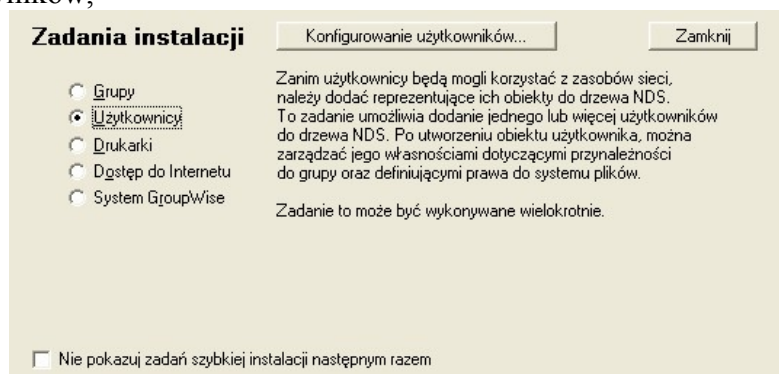 Zadania instalacji
Konfigurowanie użytkowników...
Zamknij
Grupy
Użytkownicy
Drukarki
Dostęp do Internetu
System GroupWise
Zanim użytkownicy będą mogli korzystać z zasobów sieci,
należy dodać reprezentujące ich obiekty do drzewa NDS.
To zadanie umożliwia dodanie jednego lub więcej użytkowników
do drzewa NDS. Po utworzeniu obiektu użytkownika, można
zarządzać jego własnościami dotyczącymi przynależności
do grupy oraz definiującymi prawa do systemu plików.
Zadanie to może być wykonywane wielokrotnie.
Nie pokazuj zadań szybkiej instalacji następnym razem